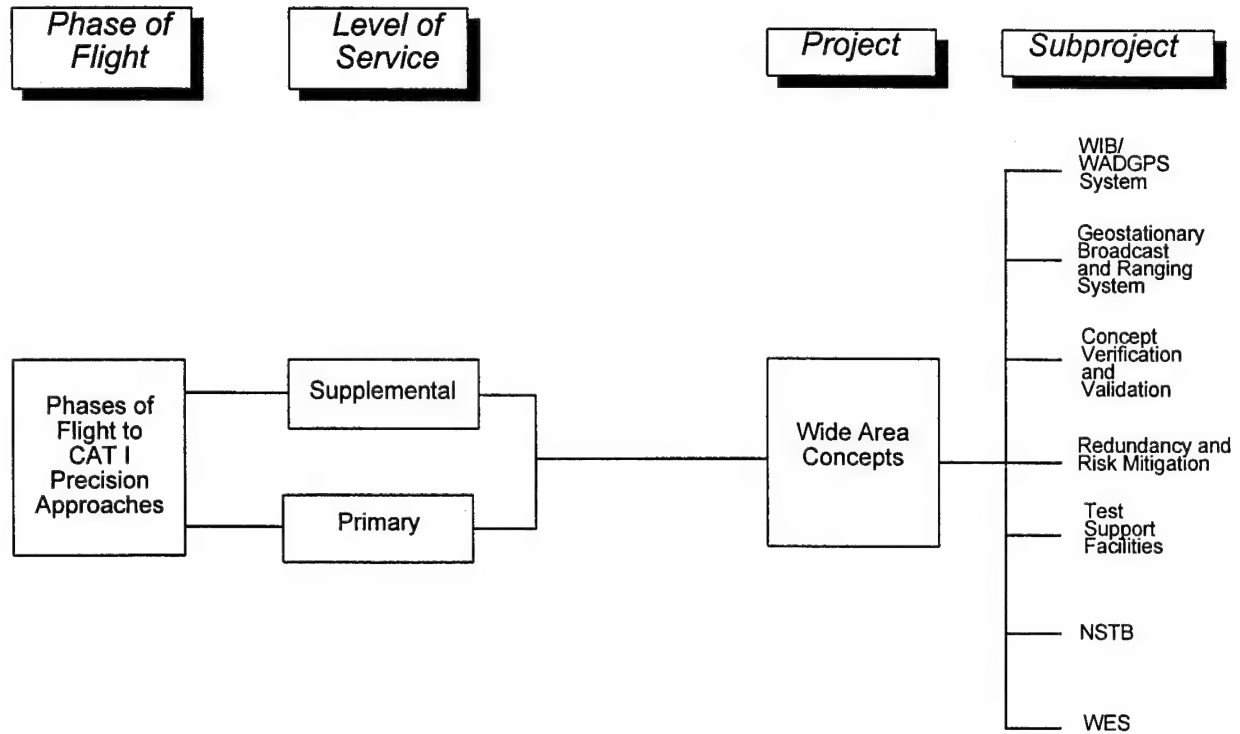 Phase of
Flight
Level of
Service
Project
Subproject
WIB/
WADGPS
System
Geostationary
Broadcast
and Ranging
System
Concept
Verification
and
Validation
Redundancy and
Risk Mitigation
Test
Support
Facilities
NSTB
WES
Phases of
Flight to
CAT I
Precision
Approaches
Supplemental
Primary
Wide Area
Concepts